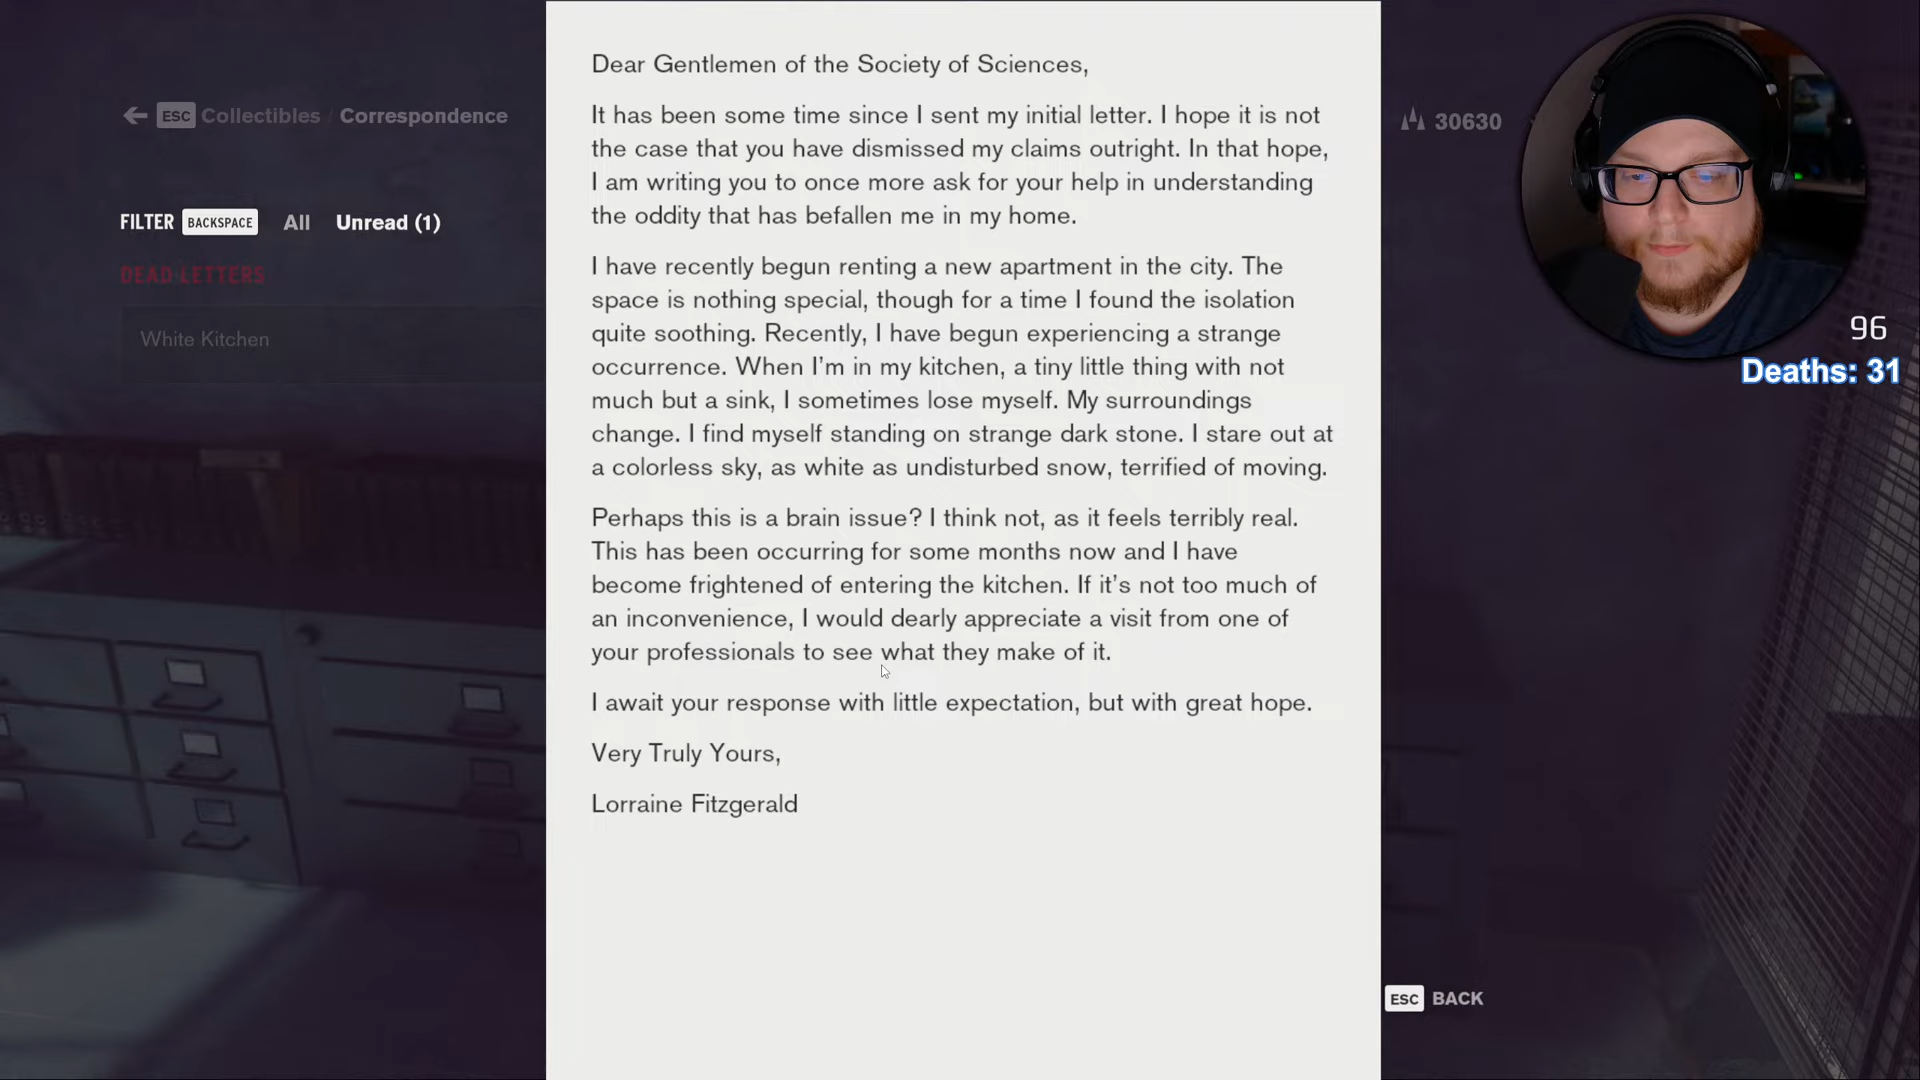 Dear Gentlemen of the Society of Sciences,
It has been some time since I sent my initial letter. I hope it is not
the case that you have dismissed my claims outright. In that hope,
I am writing you to once more ask for your help in understanding
the oddity that has befallen me in my home.
I have recently begun renting a new apartment in the city. The
space is nothing special, though for a time I found the isolation
quite soothing. Recently, I have begun experiencing a strange
occurrence. When I'm in my kitchen, a tiny little thing with not
much but a sink, I sometimes lose myself. My surroundings
change. I find myself standing on strange dark stone. I stare out at
a colorless sky, as white as undisturbed snow, terrified of moving.
Perhaps this is a brain issue? I think not, as it feels terribly real.
This has been occurring for some months now and I have
become frightened of entering the kitchen. If it's not too much of
an inconvenience, I would dearly appreciate a visit from one of
your professionals to see what they make of it.
I await your response with little expectation, but with great hope.
Very Truly Yours,
Lorraine Fitzgerald
ESC Collectibles / Correspondence
FILTER BACKSPACE All Unread (1)
DEAD LETTERS
White Kitchen
30630
96
Deaths: 31
ESC BACK